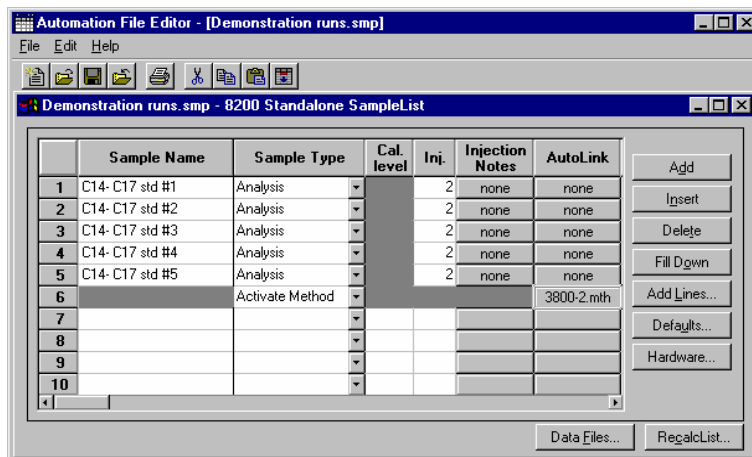 Automation File Editor - [Demonstration runs.smp]
File Edit Help
Demonstration runs.smp - 8200 Standalone SampleList
Sample Name Sample Type Cal. level Inj. Injection Notes AutoLink
1 C14- C17 std #1 Analysis 2 none none
2 C14- C17 std #2 Analysis 2 none none
3 C14- C17 std #3 Analysis 2 none none
4 C14- C17 std #4 Analysis 2 none none
5 C14- C17 std #5 Analysis 2 none none
6 Activate Method 3800-2.mth
7
8
9
10
Add
Insert
Delete
Fill Down
Add Lines...
Defaults...
Hardware...
Data Files... RecalcList...